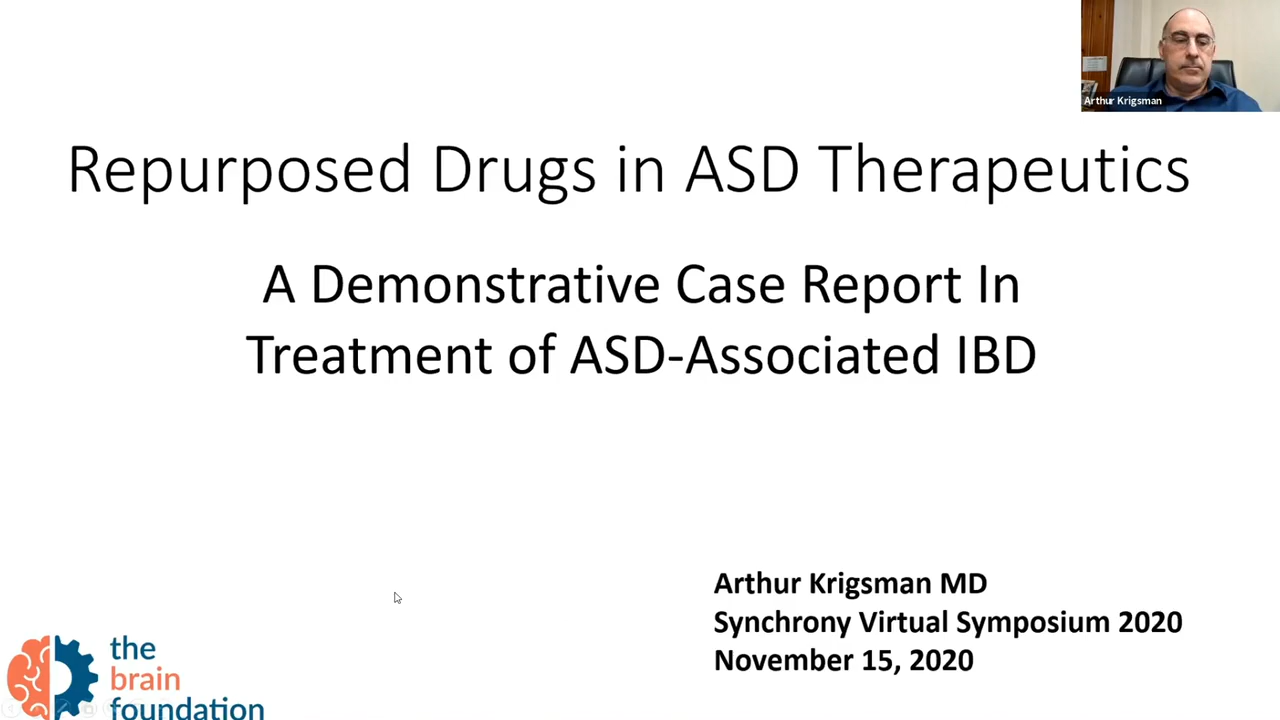 Arthur Krigsman
Repurposed Drugs in ASD Therapeutics
A Demonstrative Case Report In
Treatment of ASD-Associated IBD
Arthur Krigsman MD
Synchrony Virtual Symposium 2020
November 15, 2020
the
brain
foundation